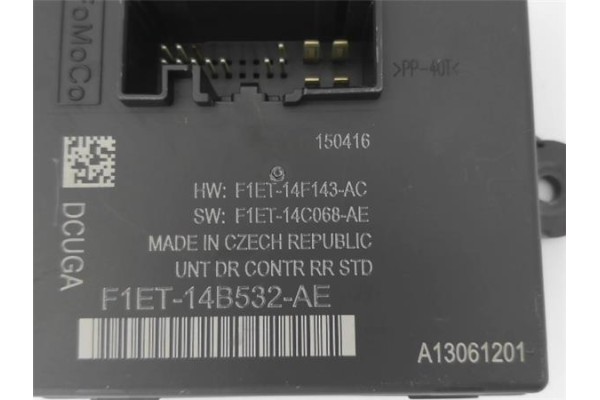 FoMoCo
>PP-40T<
150416
HW: F1ET-14F143-AC
SW: F1ET-14C068-AE
MADE IN CZECH REPUBLIC
UNT DR CONTR RR STD
DCUGA
F1ET-14B532-AE
A13061201